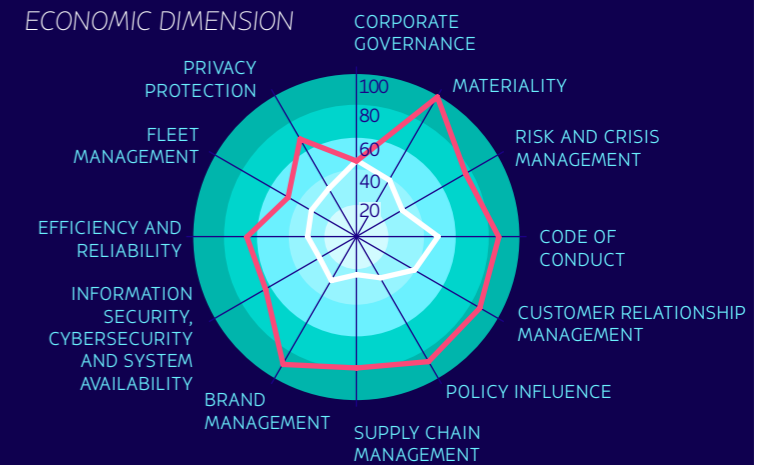 ECONOMIC DIMENSION
CORPORATE
GOVERNANCE
MATERIALITY
RISK AND CRISIS
MANAGEMENT
CODE OF
CONDUCT
CUSTOMER RELATIONSHIP
MANAGEMENT
POLICY INFLUENCE
SUPPLY CHAIN
MANAGEMENT
BRAND
MANAGEMENT
INFORMATION
SECURITY,
CYBERSECURITY
AND SYSTEM
AVAILABILITY
EFFICIENCY AND
RELIABILITY
FLEET
MANAGEMENT
PRIVACY
PROTECTION
100
80
60
40
20